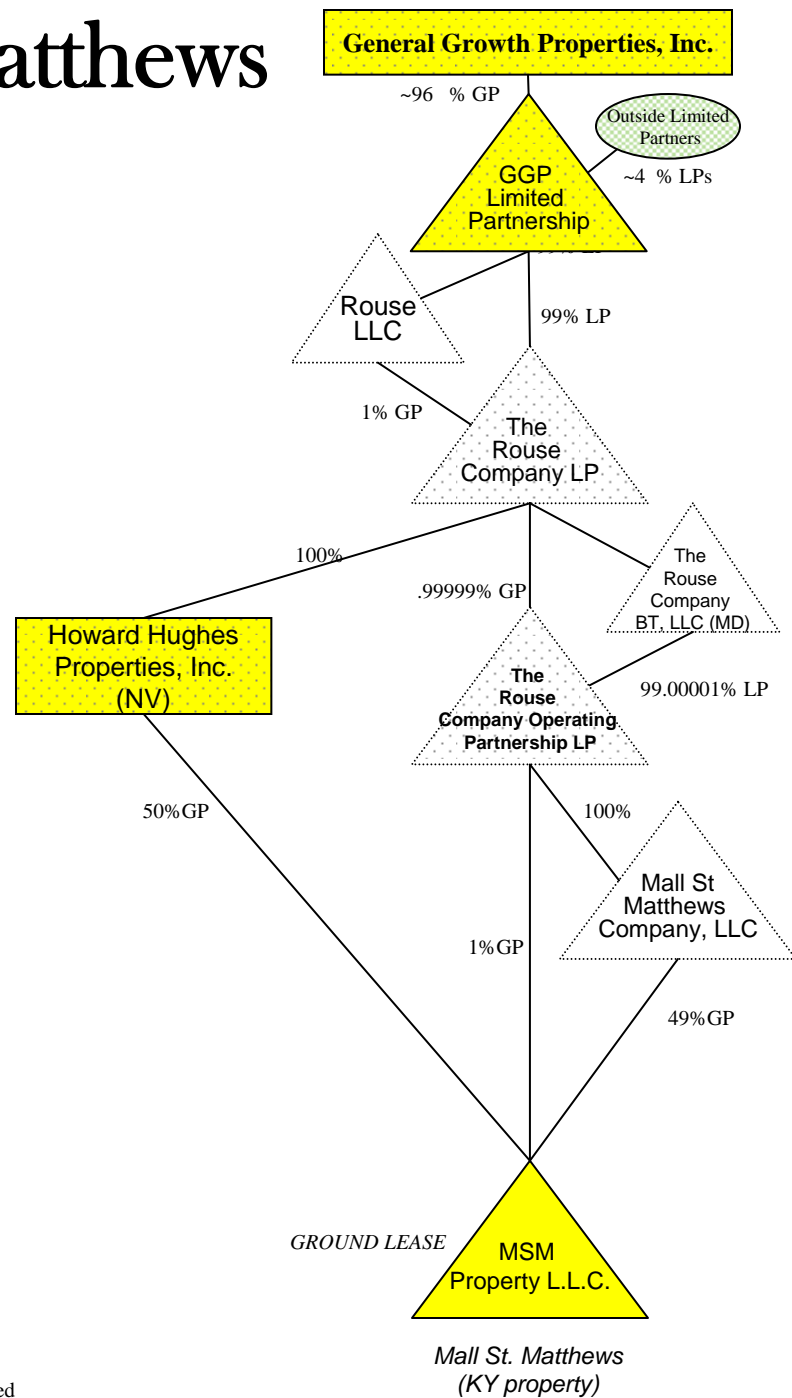 atthews
General Growth Properties, Inc.
~96 % GP
Outside Limited
Partners
~4 % LPs
GGP
Limited
Partnership
Rouse
LLC
99% LP
1% GP
The
Rouse
Company LP
100%
.99999% GP
The
Rouse
Company
BT, LLC (MD)
Howard Hughes
Properties, Inc.
(NV)
The
Rouse
Company Operating
Partnership LP
99.00001% LP
50%GP
100%
Mall St
Matthews
Company, LLC
1%GP
49%GP
GROUND LEASE
MSM
Property L.L.C.
Mall St. Matthews
(KY property)
ed